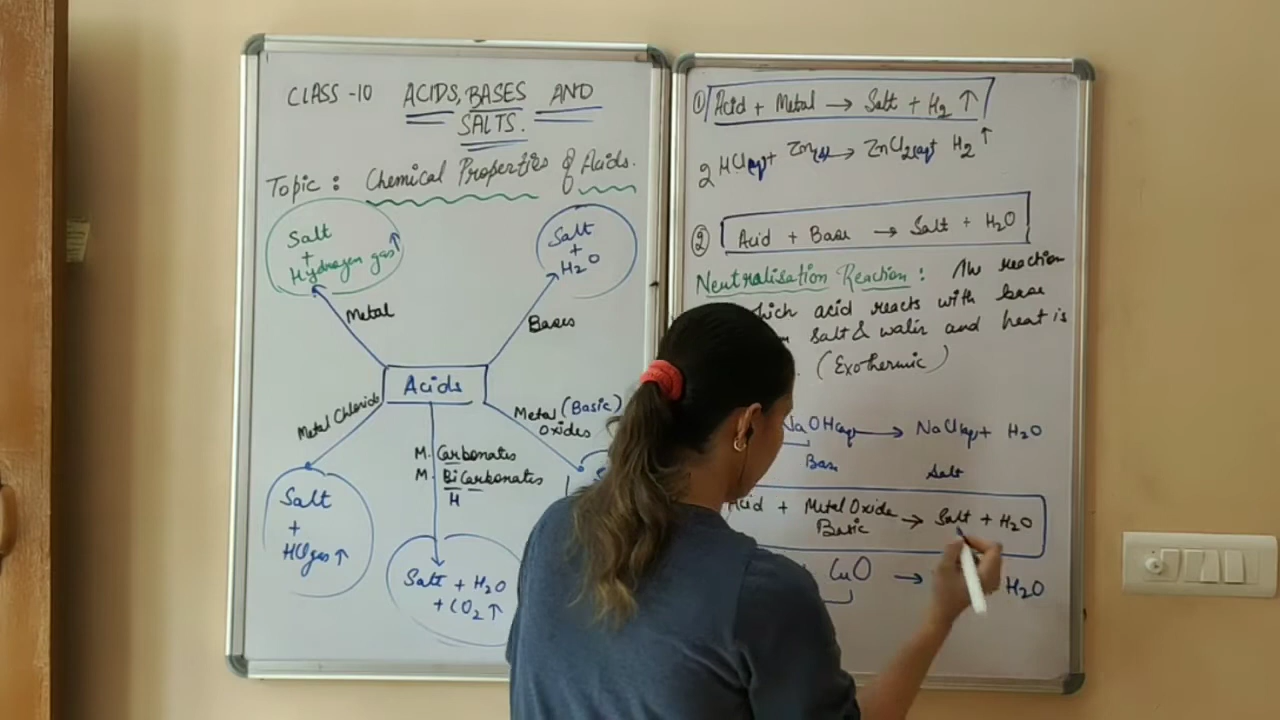 CLASS -10 ACIDS, BASES AND
SALTS.
Topic : Chemical Properties of Acids.
Salt
+
Hydrogen gas↑
Salt
+
H₂O
Metal
Bases
Acids
Metal Chloride
Metal (Basic)
Oxides
M. Carbonates
M. BiCarbonates
H
Salt
+
HCl gas ↑
Salt + H₂O
+ CO₂ ↑
① Acid + Metal → Salt + H₂ ↑
2 HCl(aq) + Zn(s) → ZnCl₂(aq) H₂ ↑
② Acid + Base → Salt + H₂O
Neutralisation Reaction : The reaction
which acid reacts with base
salt & water and heat is
(Exothermic)
NaOH(aq) → NaCl(aq) + H₂O
Base Salt
Acid + Metal Oxide → Salt + H₂O
Basic
CuO → H₂O